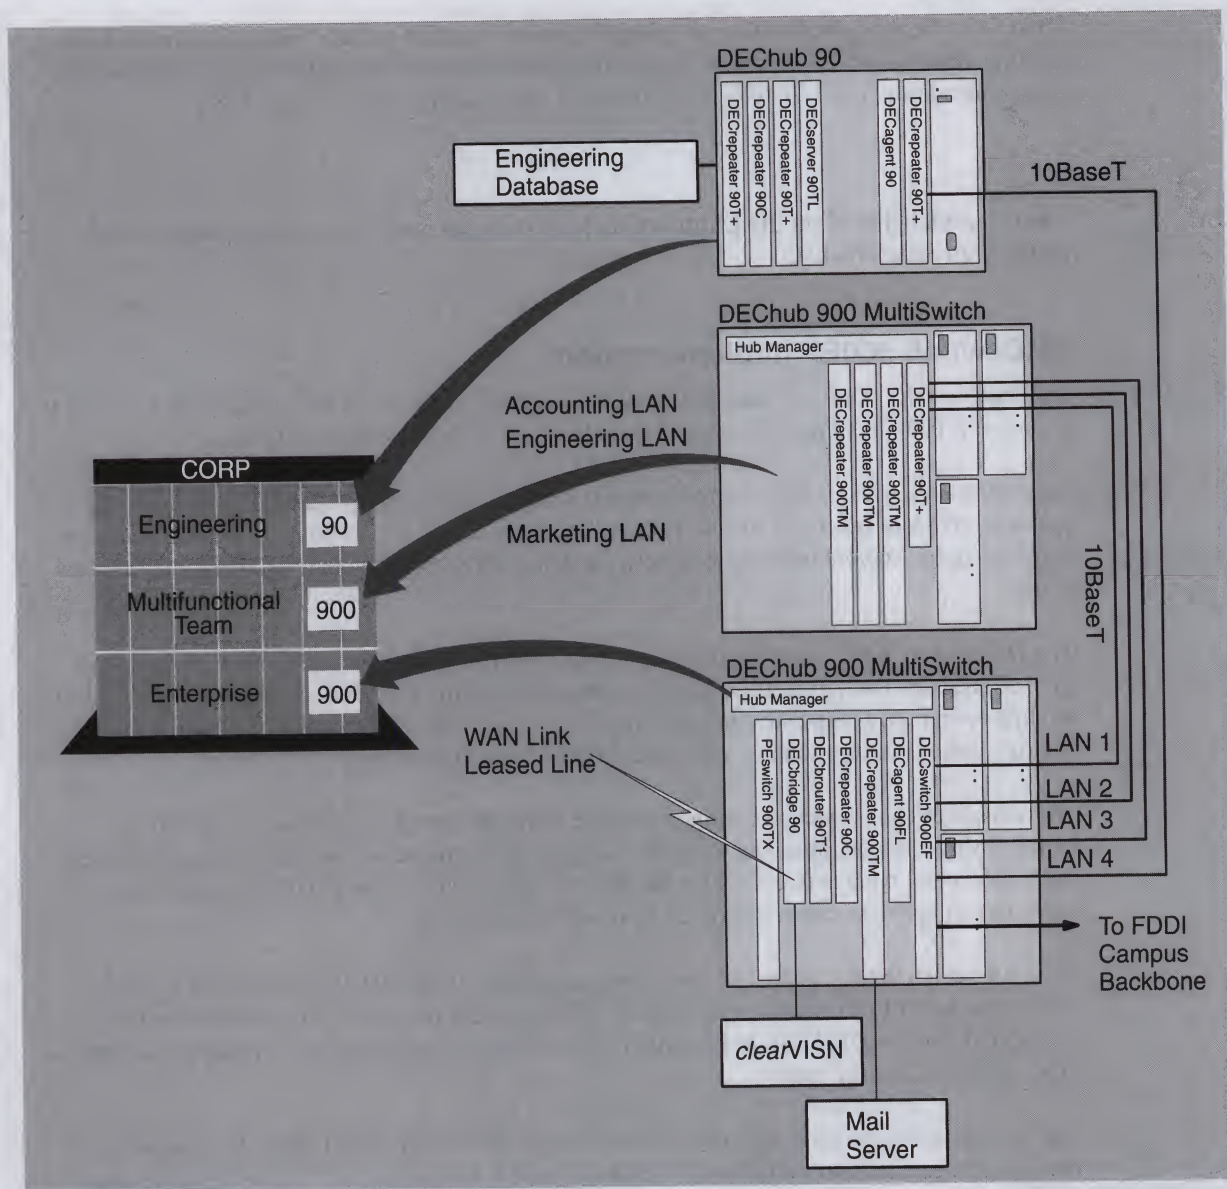 DEChub 90
DECrepeater 90T+
DECrepeater 90C
DECrepeater 90T+
DECserver 90TL
DECagent 90
DECrepeater 90T+
Engineering
Database
10BaseT
DEChub 900 MultiSwitch
Hub Manager
DECrepeater 900TM
DECrepeater 900TM
DECrepeater 900TM
DECrepeater 90T+
Accounting LAN
Engineering LAN
Marketing LAN
10BaseT
CORP
Engineering
90
Multifunctional
Team
900
Enterprise
900
DEChub 900 MultiSwitch
Hub Manager
PEswitch 900TX
DECbridge 90
DECbrouter 90T1
DECrepeater 90C
DECrepeater 900TM
DECagent 90FL
DECswitch 900EF
WAN Link
Leased Line
LAN 1
LAN 2
LAN 3
LAN 4
To FDDI
Campus
Backbone
clearVISN
Mail
Server